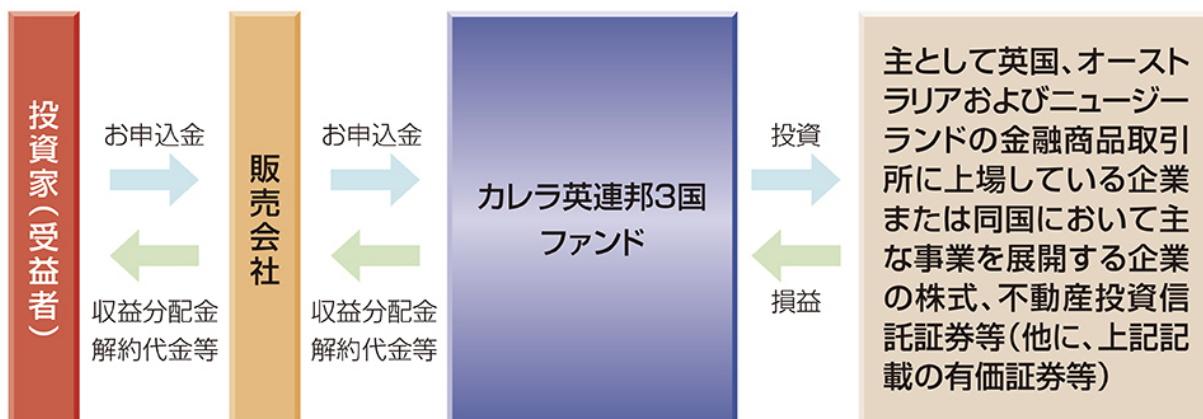 投資家(受益者)
お申込金
収益分配金
解約代金等
販売会社
お申込金
収益分配金
解約代金等
カレラ英連邦3国
ファンド
投資
損益
主として英国、オースト
ラリアおよびニュージー
ランドの金融商品取引
所に上場している企業
または同国において主
な事業を展開する企業
の株式、不動産投資信
託証券等(他に、上記記
載の有価証券等)